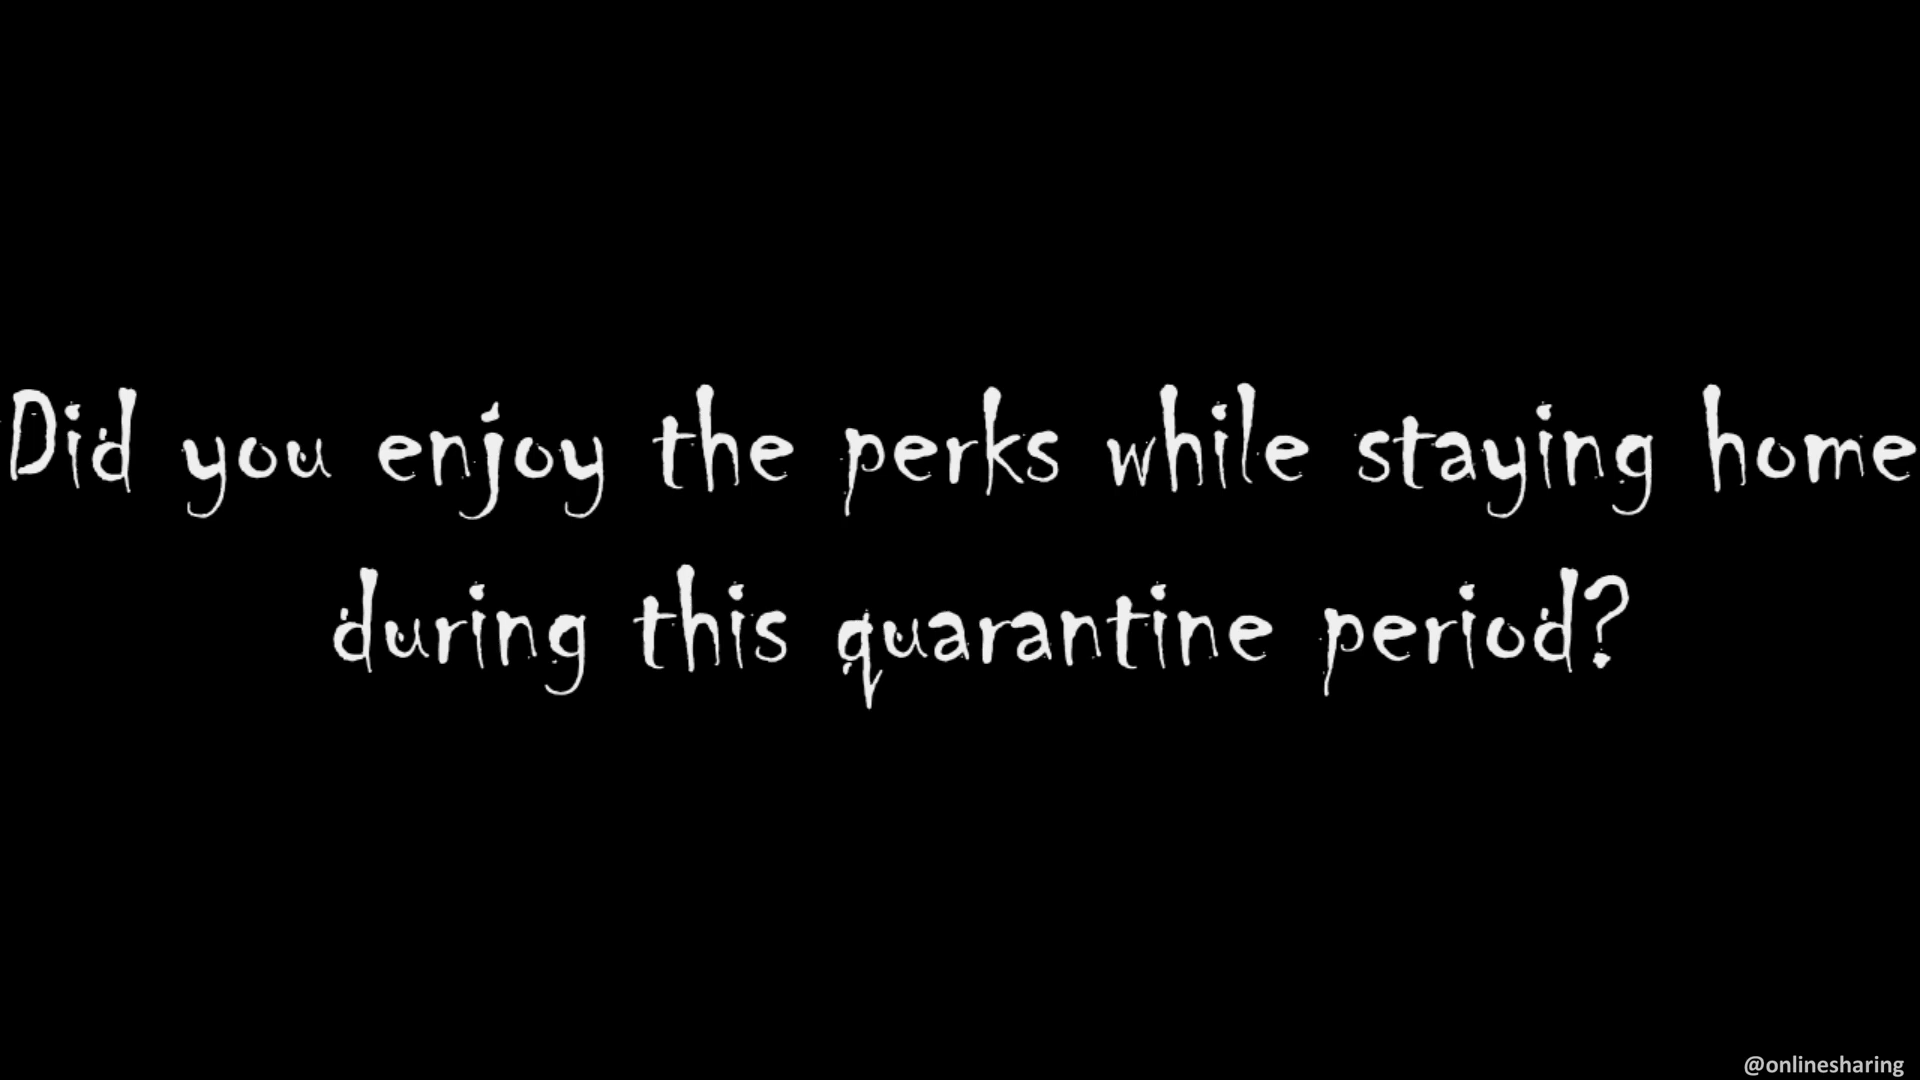 Did you enjoy the perks while staying home
during this quarantine period?
@onlinesharing